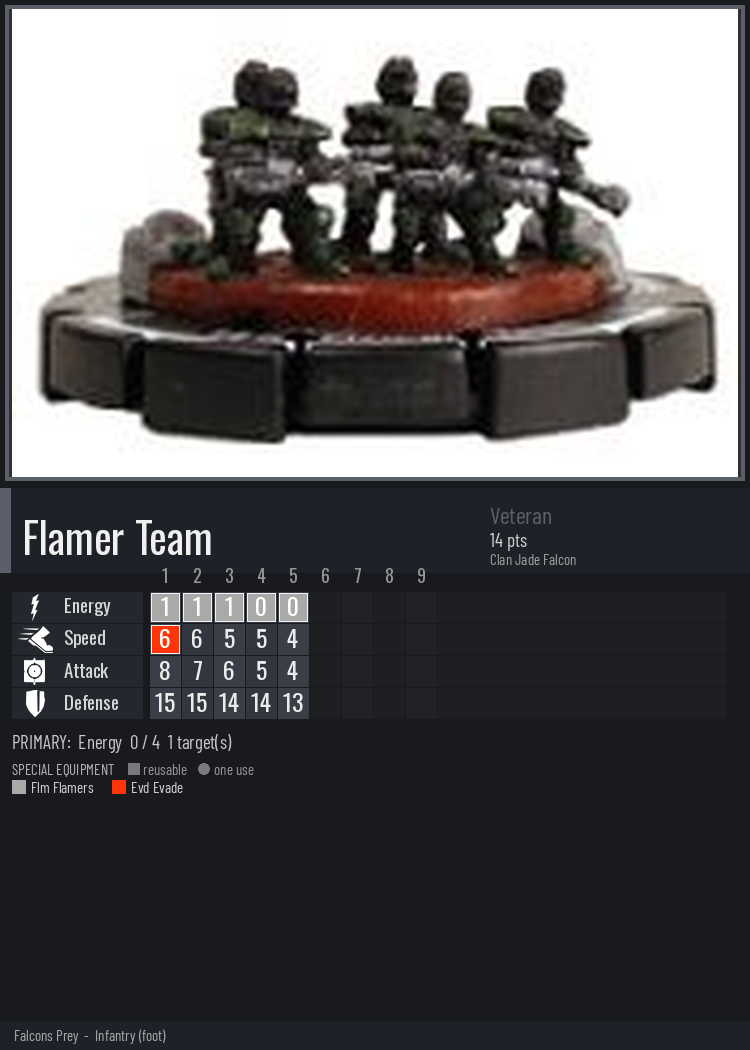 Flamer Team
Veteran
14 pts
Clan Jade Falcon
1 2 3 4 5 6 7 8 9
Energy 1 1 1 0 0
Speed 6 6 5 5 4
Attack 8 7 6 5 4
Defense 15 15 14 14 13
PRIMARY: Energy 0 / 4 1 target(s)
SPECIAL EQUIPMENT reusable one use
Flm Flamers Evd Evade
Falcons Prey - Infantry (foot)